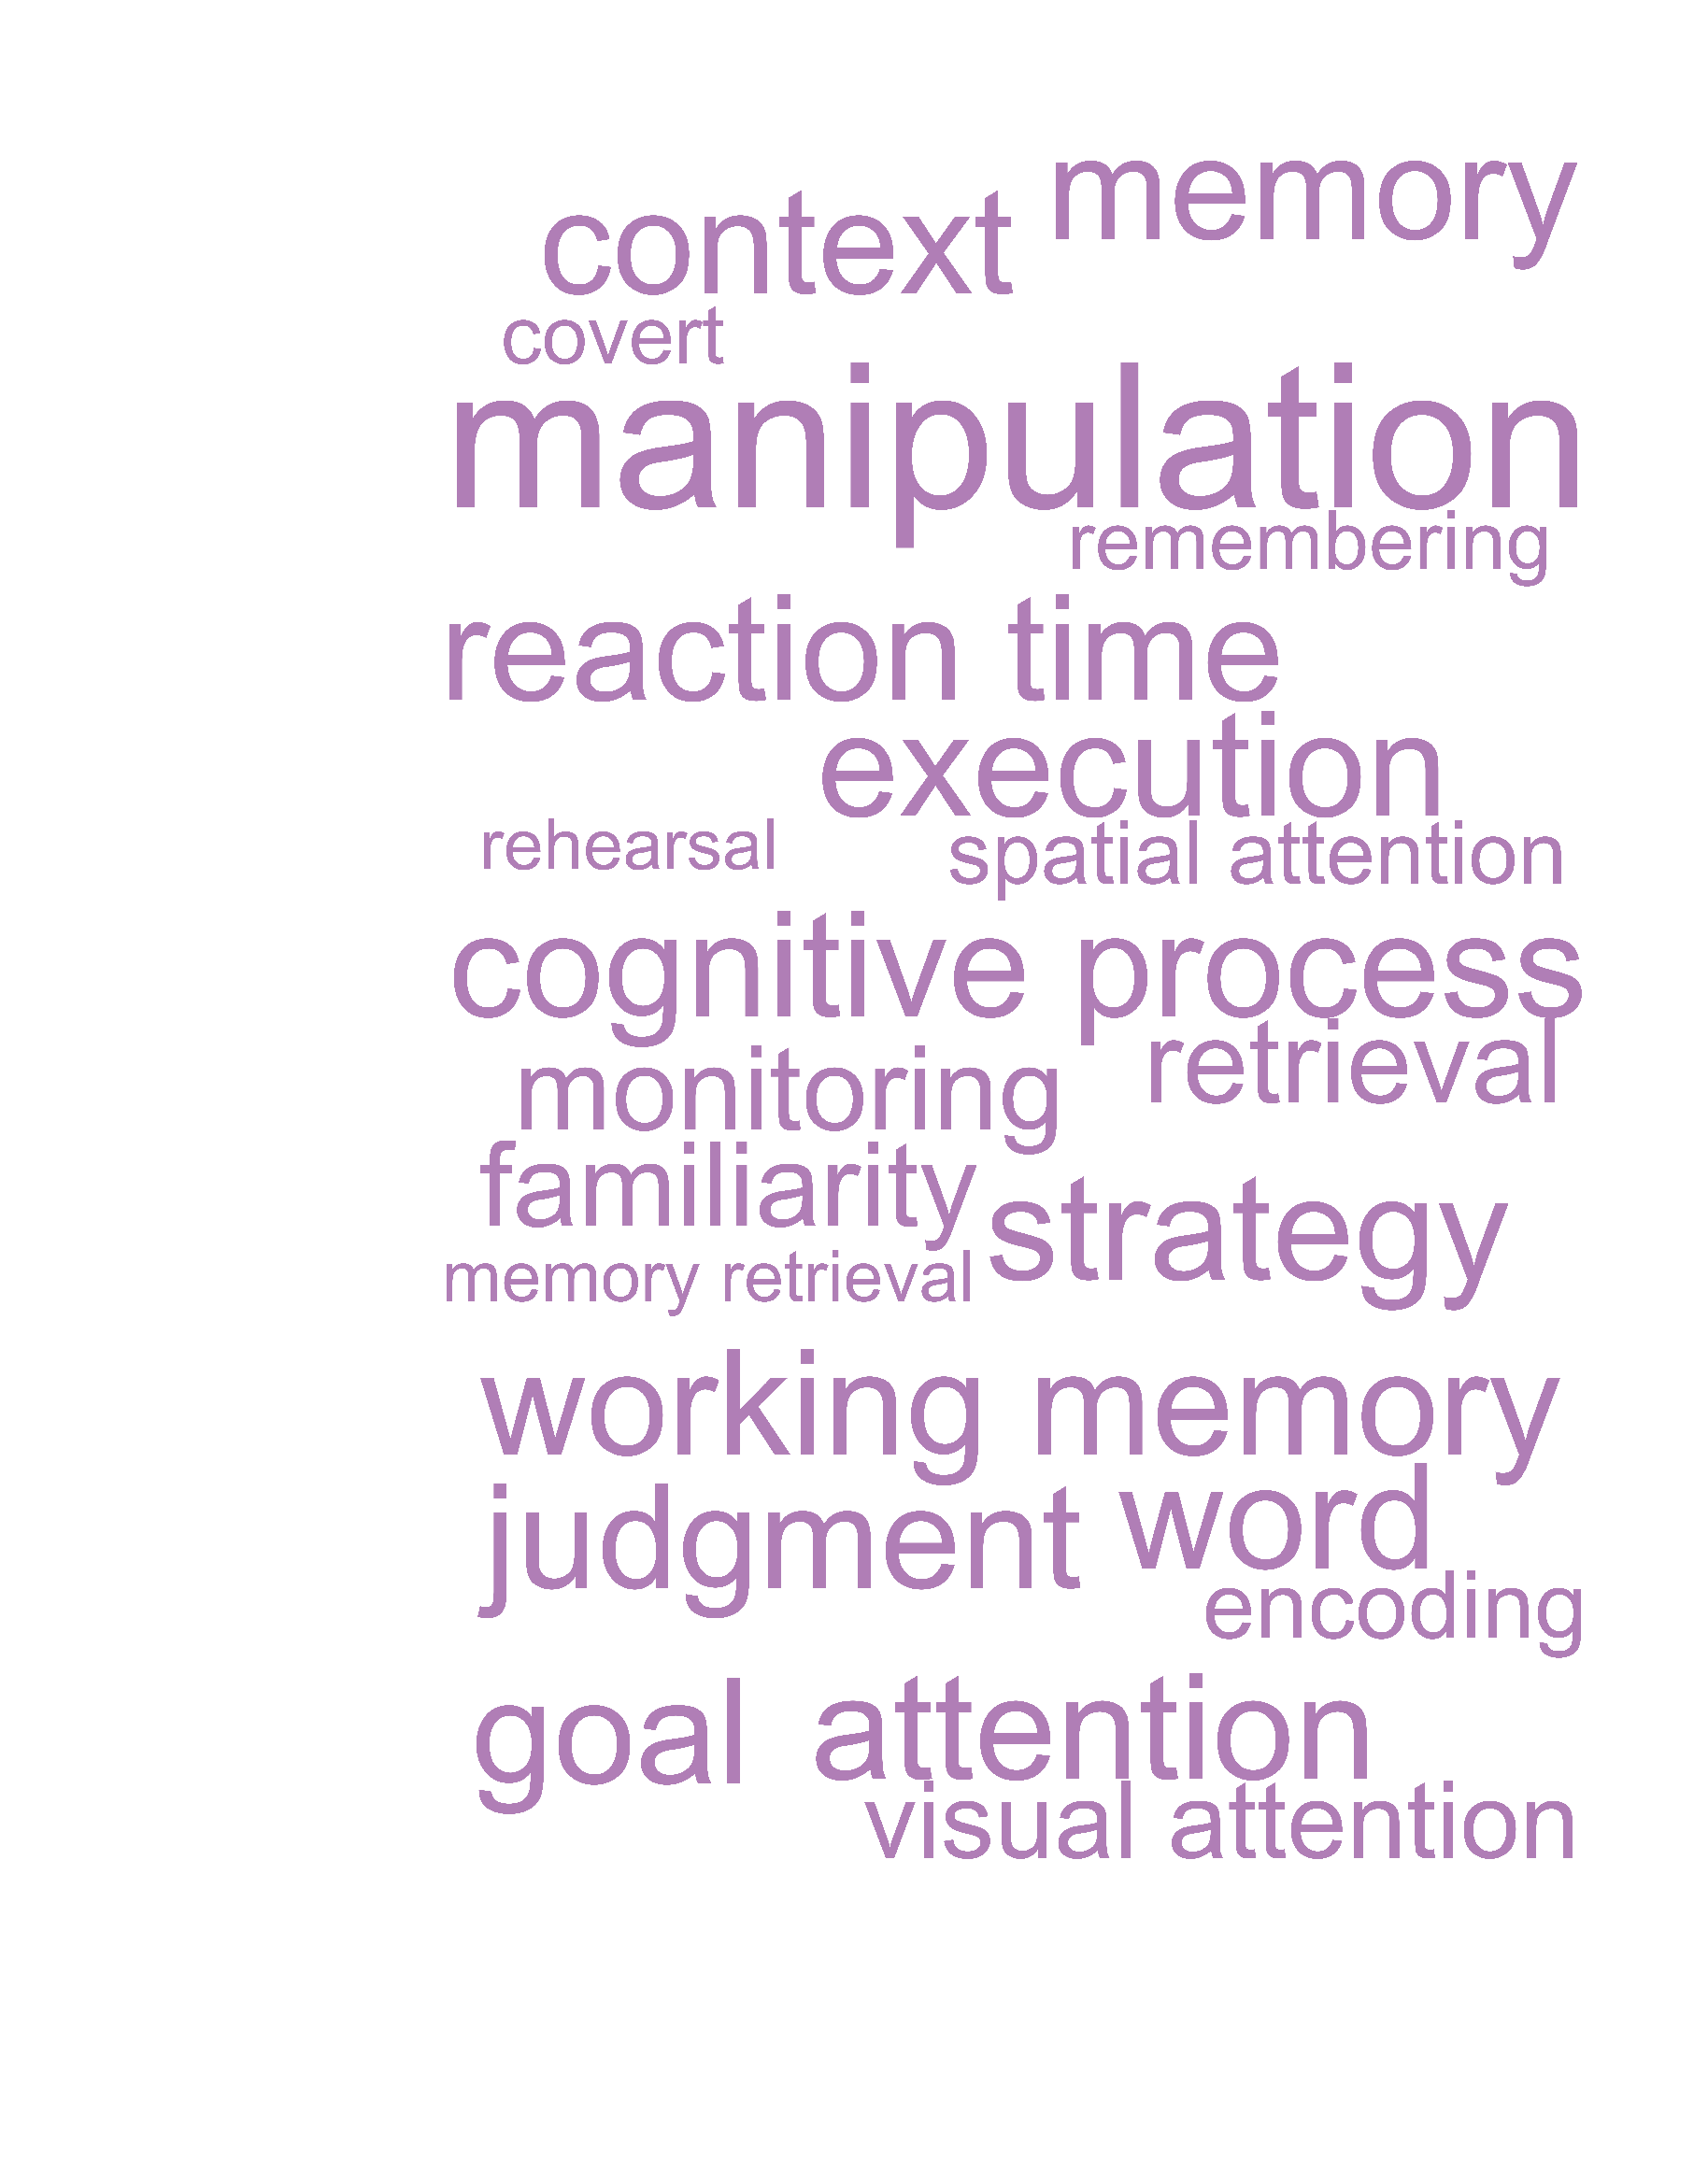 memory
context
covert
manipulation
remembering
reaction time
execution
rehearsal
spatial attention
cognitive process
retrieval
monitoring
familiarity
strategy
memory retrieval
working memory
judgment
word
encoding
goal
attention
visual attention